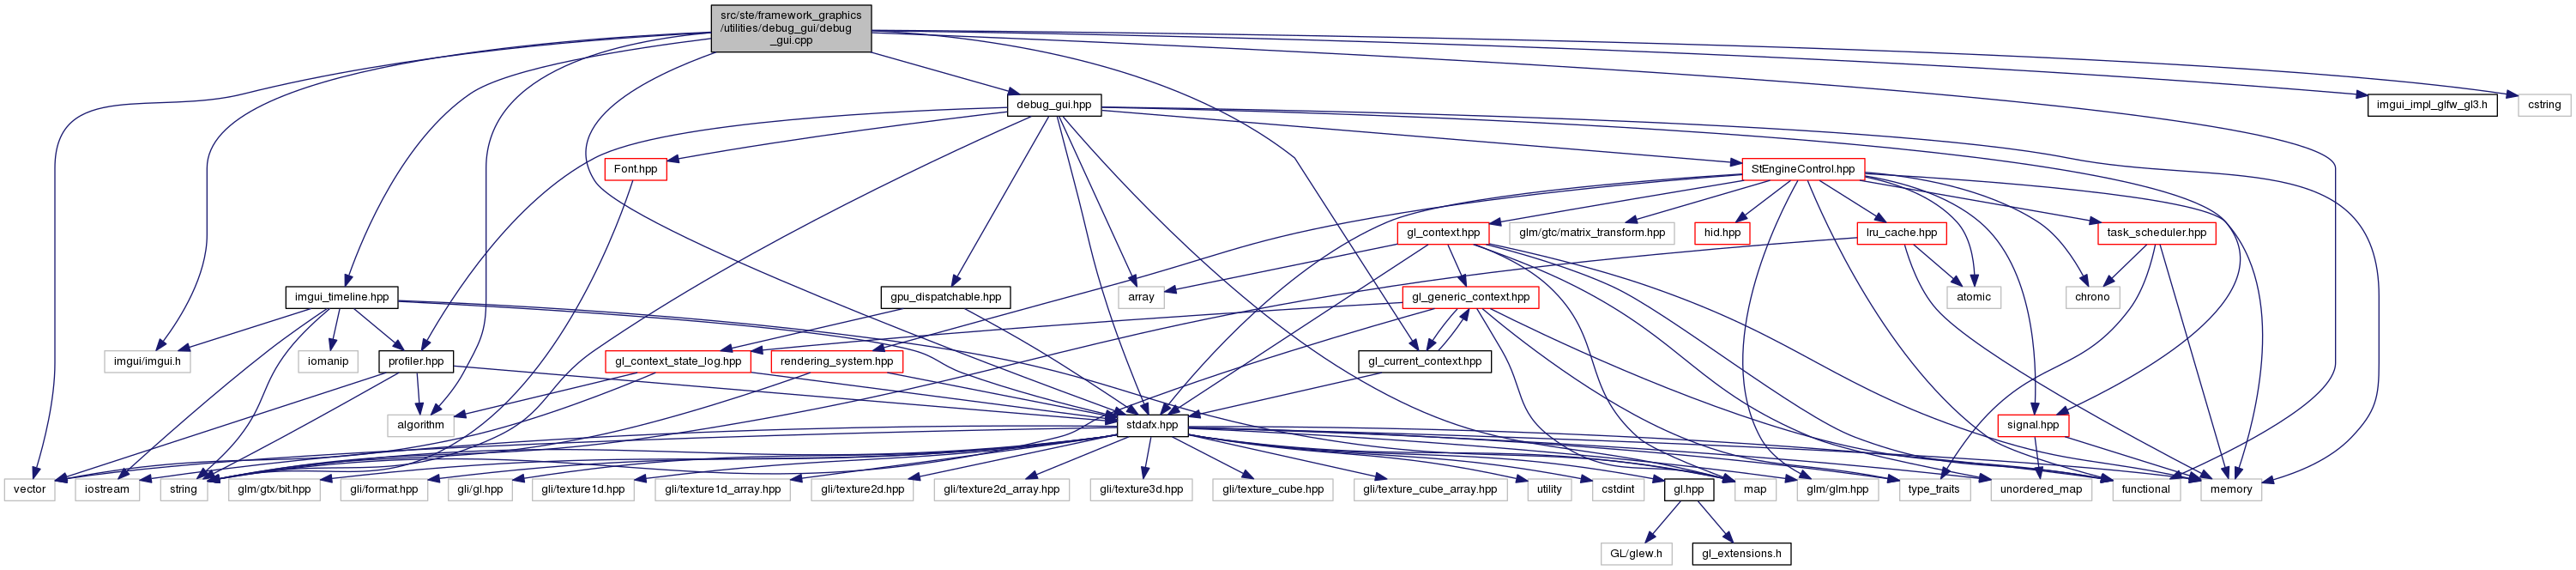 src/ste/framework_graphics
/utilities/debug_gui/debug
_gui.cpp
debug_gui.hpp
imgui_impl_glfw_gl3.h
cstring
Font.hpp
StEngineControl.hpp
gl_context.hpp
glm/gtc/matrix_transform.hpp
hid.hpp
lru_cache.hpp
task_scheduler.hpp
imgui_timeline.hpp
gpu_dispatchable.hpp
array
gl_generic_context.hpp
atomic
chrono
imgui/imgui.h
iomanip
profiler.hpp
gl_context_state_log.hpp
rendering_system.hpp
gl_current_context.hpp
algorithm
stdafx.hpp
signal.hpp
vector
iostream
string
glm/gtx/bit.hpp
gli/format.hpp
gli/gl.hpp
gli/texture1d.hpp
gli/texture1d_array.hpp
gli/texture2d.hpp
gli/texture2d_array.hpp
gli/texture3d.hpp
gli/texture_cube.hpp
gli/texture_cube_array.hpp
utility
cstdint
gl.hpp
map
glm/glm.hpp
type_traits
unordered_map
functional
memory
GL/glew.h
gl_extensions.h